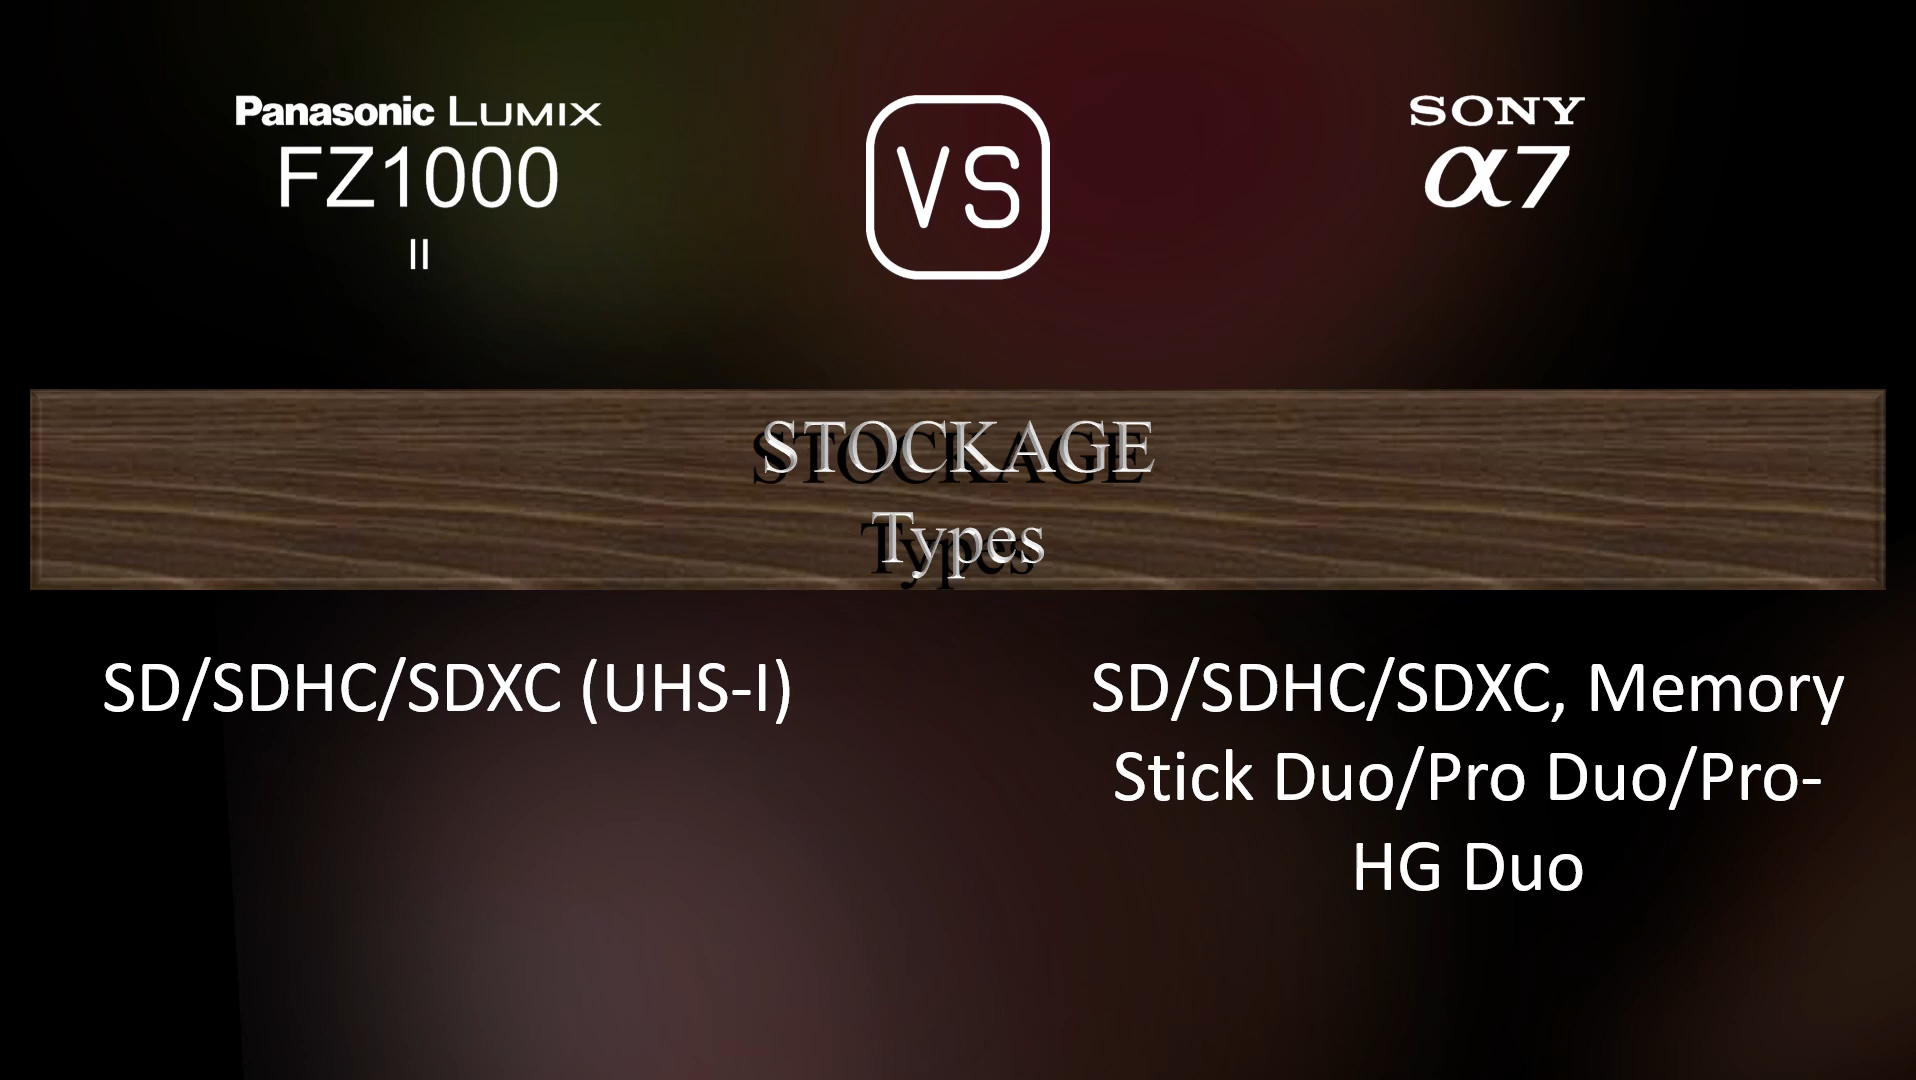 Panasonic LUMIX
FZ1000
II
VS
SONY
α7
STOCKAGE
Types
SD/SDHC/SDXC (UHS-I)
SD/SDHC/SDXC, Memory
Stick Duo/Pro Duo/Pro-
HG Duo